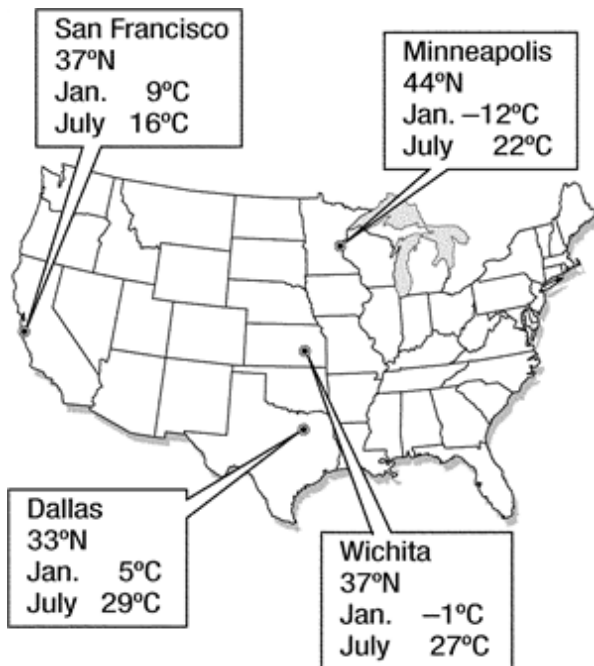 San Francisco
37ºN
Jan. 9ºC
July 16ºC
Minneapolis
44ºN
Jan. –12ºC
July 22ºC
Dallas
33ºN
Jan. 5ºC
July 29ºC
Wichita
37ºN
Jan. –1ºC
July 27ºC